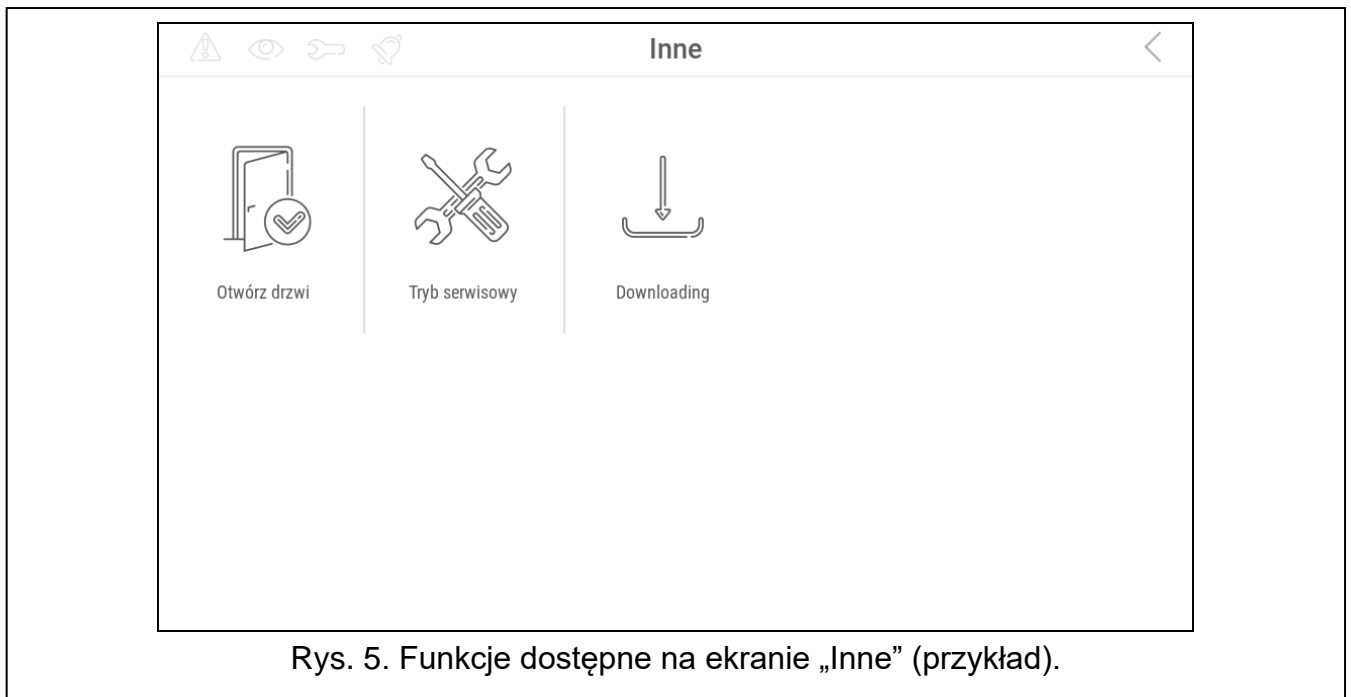 Inne
Otwórz drzwi
Tryb serwisowy
Downloading
Rys. 5. Funkcje dostępne na ekranie „Inne” (przykład).